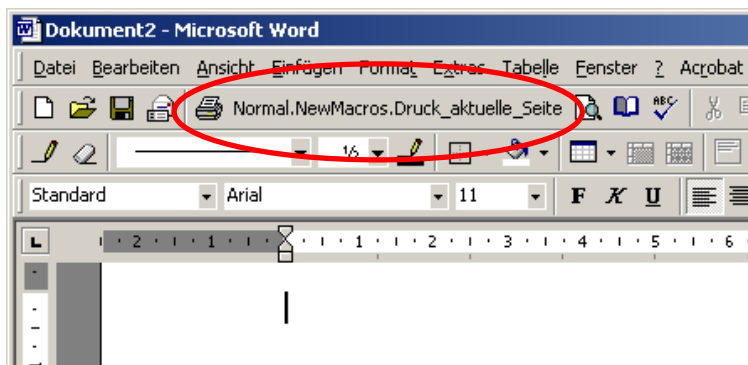 Dokument2 - Microsoft Word
Datei Bearbeiten Ansicht Einfügen Format Extras Tabelle Fenster ? Acrobat
Normal.NewMacros.Druck_aktuelle_Seite ABC
½
Standard Arial 11 F K U
2 1 1 2 3 4 5 6